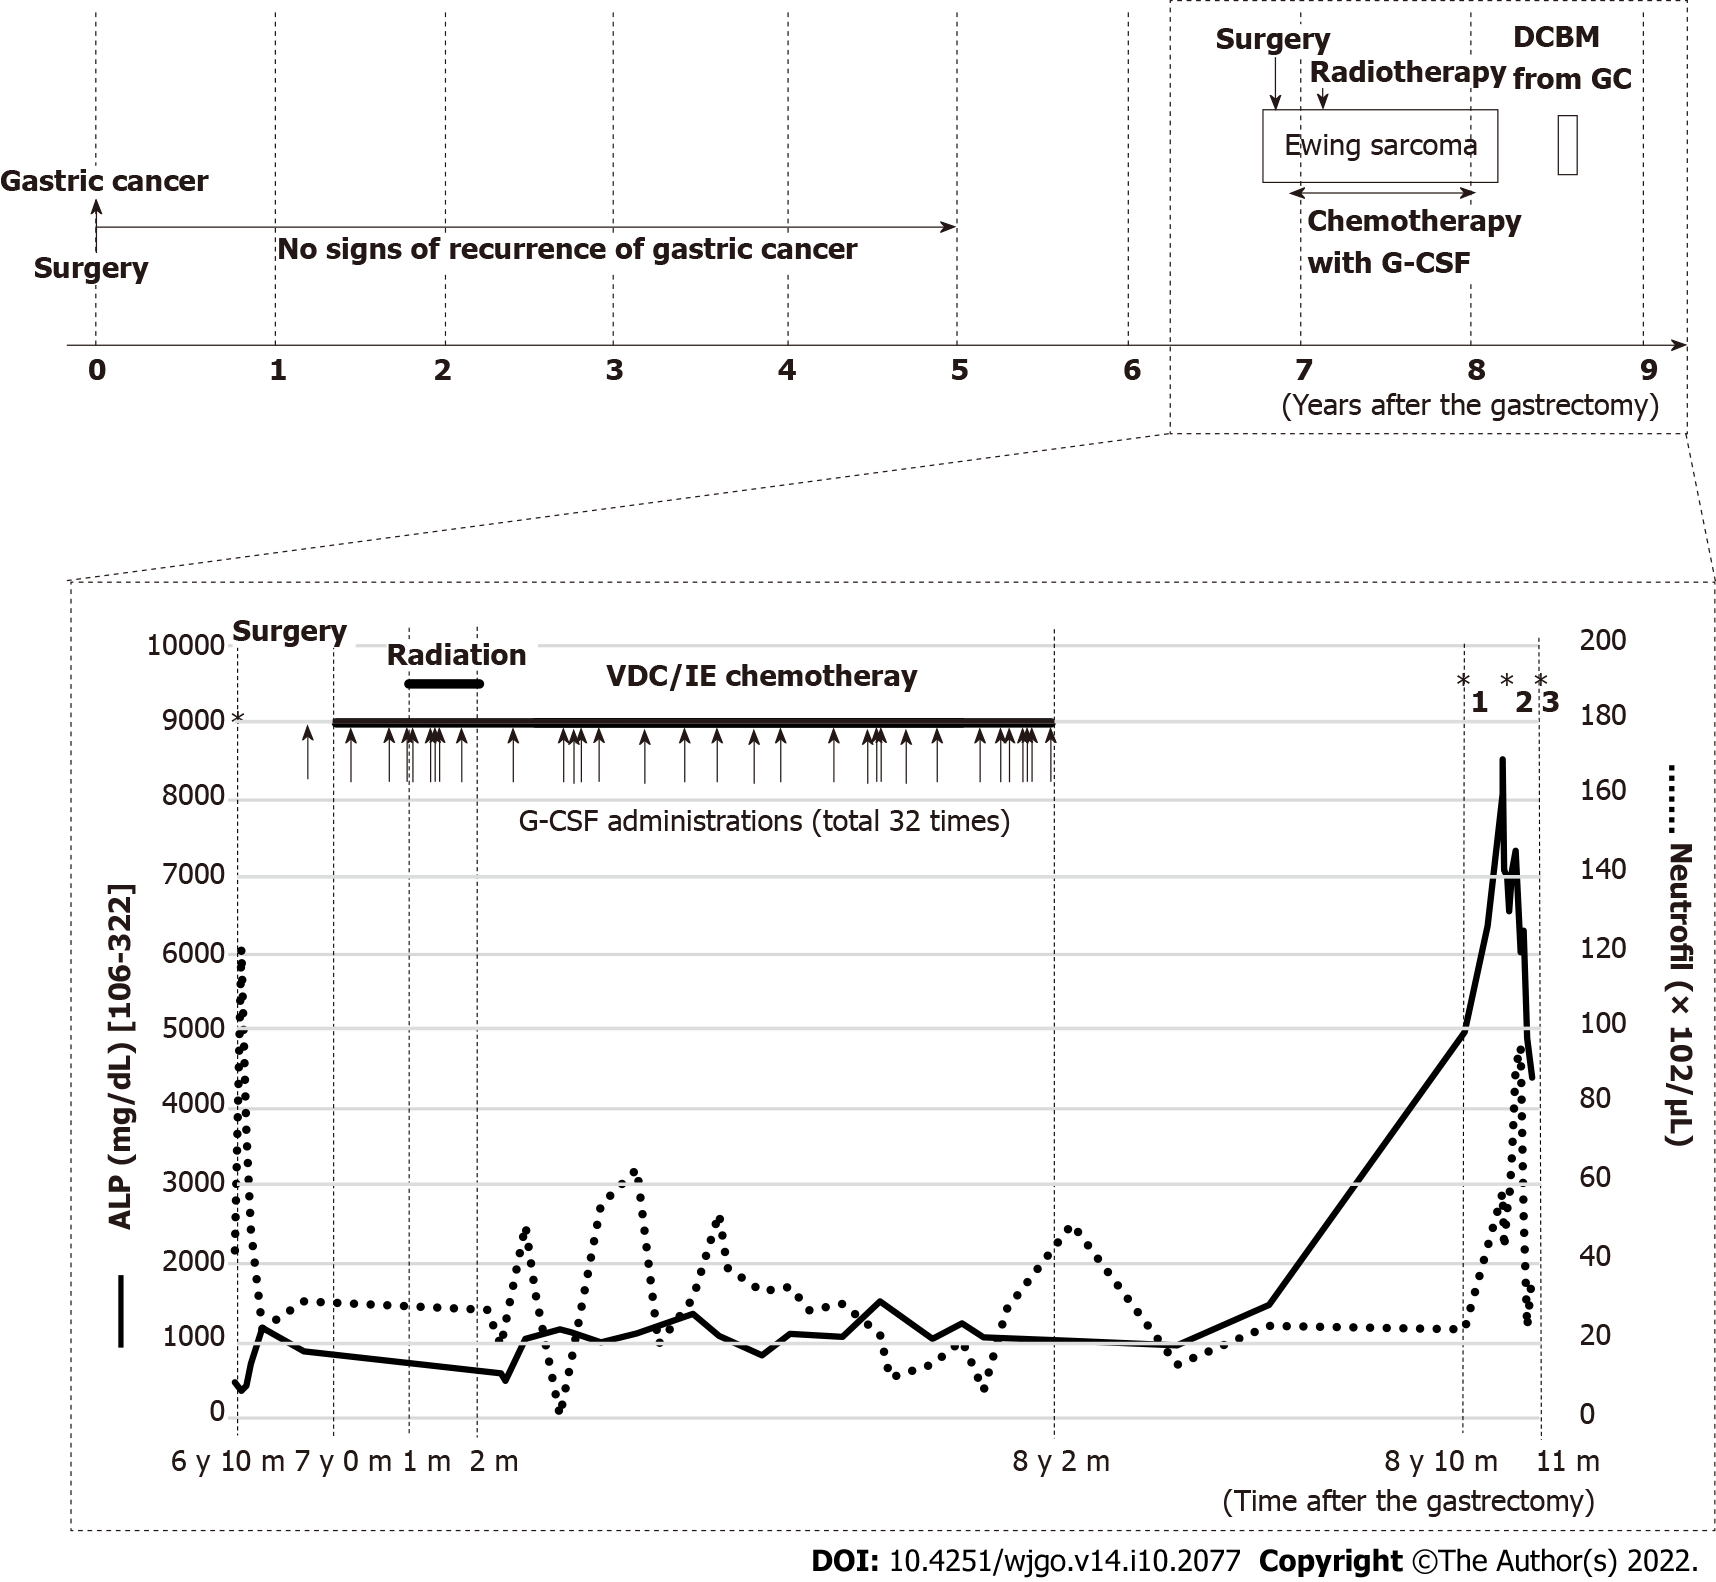 Surgery
DCBM
from GC
Radiotherapy
Ewing sarcoma
Gastric cancer
Surgery
No signs of recurrence of gastric cancer
Chemotherapy
with G-CSF
0 1 2 3 4 5 6 7 8 9
(Years after the gastrectomy)
Surgery
Radiation
VDC/IE chemotheray
*
* * *
1 2 3
G-CSF administrations (total 32 times)
10000
9000
8000
7000
6000
5000
4000
3000
2000
1000
0
ALP (mg/dL) [106-322]
200
180
160
140
120
100
80
60
40
20
0
Neutrofil (× 102/µL)
6 y 10 m 7 y 0 m 1 m 2 m 8 y 2 m 8 y 10 m 11 m
(Time after the gastrectomy)
DOI: 10.4251/wjgo.v14.i10.2077 Copyright ©The Author(s) 2022.